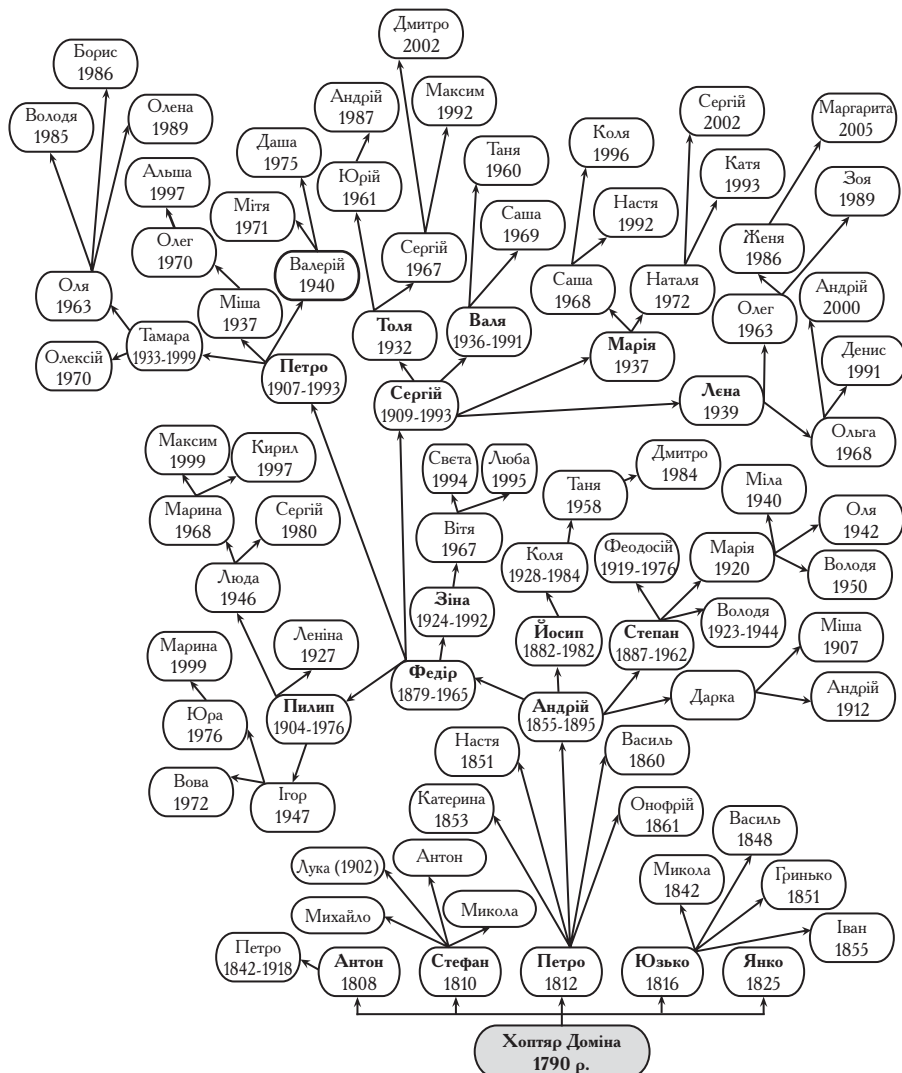 Дмитро
2002
Борис
1986
Володя
1985
Олена
1989
Андрій
1987
Максим
1992
Даша
1975
Юрій
1961
Таня
1960
Коля
1996
Сергій
2002
Маргарита
2005
Альша
1997
Мітя
1971
Катя
1993
Зоя
1989
Саша
1969
Настя
1992
Олег
1970
Валерій
1940
Сергій
1967
Женя
1986
Оля
1963
Міша
1937
Саша
1968
Наталя
1972
Андрій
2000
Тамара
1933-1999
Толя
1932
Валя
1936-1991
Олег
1963
Олексій
1970
Марія
1937
Денис
1991
Петро
1907-1993
Сергій
1909-1993
Лєна
1939
Ольга
1968
Максим
1999
Кирил
1997
Свєта
1994
Люба
1995
Дмитро
1984
Таня
1958
Міла
1940
Марина
1968
Сергій
1980
Вітя
1967
Оля
1942
Коля
1928-1984
Феодосій
1919-1976
Марія
1920
Володя
1950
Люда
1946
Зіна
1924-1992
Йосип
1882-1982
Степан
1887-1962
Володя
1923-1944
Міша
1907
Марина
1999
Леніна
1927
Федір
1879-1965
Дарка
Андрій
1912
Пилип
1904-1976
Андрій
1855-1895
Юра
1976
Настя
1851
Василь
1860
Вова
1972
Ігор
1947
Катерина
1853
Онофрій
1861
Василь
1848
Лука (1902)
Антон
Микола
1842
Гринько
1851
Михайло
Микола
Іван
1855
Петро
1842-1918
Антон
1808
Стефан
1810
Петро
1812
Юзько
1816
Янко
1825
Хоптяр Доміна
1790 р.